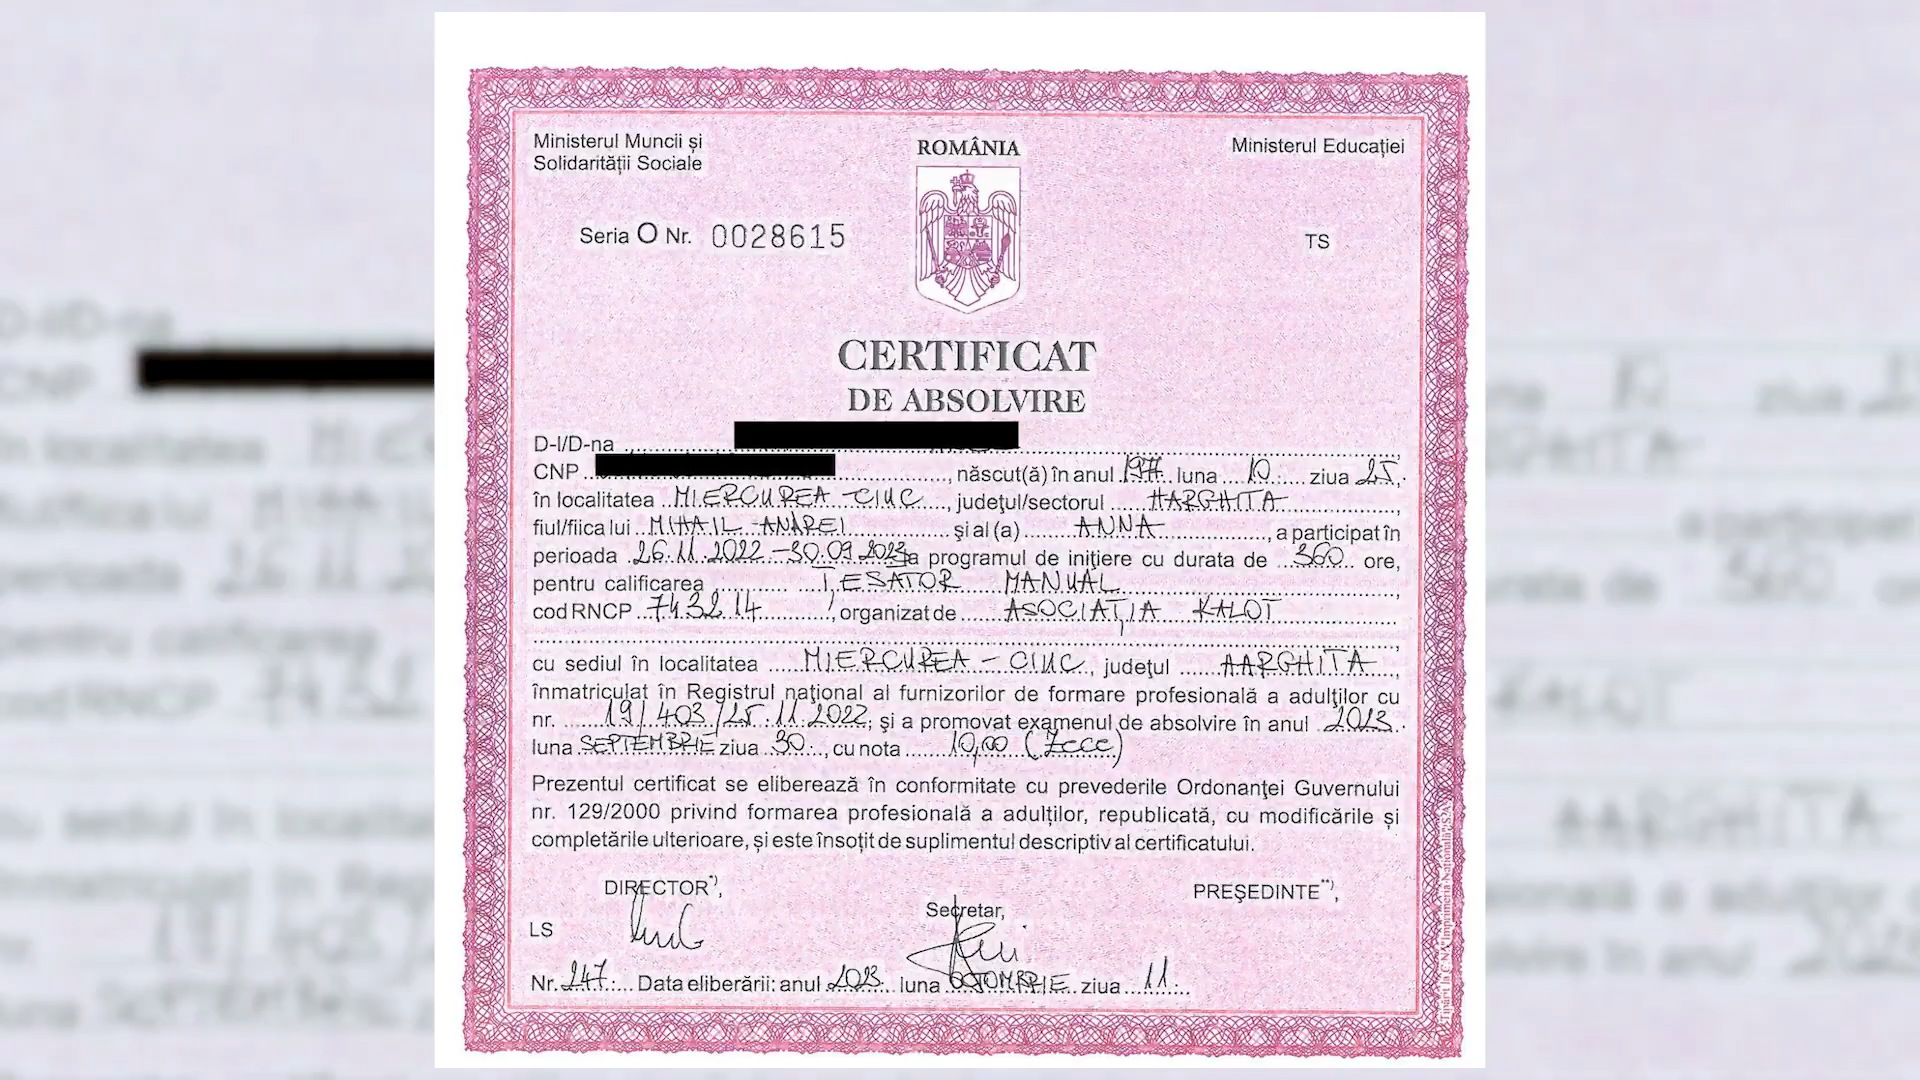 Ministerul Muncii și
Solidarității Sociale
ROMÂNIA
Ministerul Educației
Seria O Nr. 0028615
TS
CERTIFICAT
DE ABSOLVIRE
D-l/D-na
CNP , născut(ă) în anul 1977 luna 10 ziua 25,
în localitatea MIERCUREA-CIUC, județul/sectorul HARGHITA,
fiul/fiica lui MIHAIL-ANDREI și al (a) ANNA, a participat în
perioada 26.11.2022-30.09.2023 la programul de inițiere cu durata de 360 ore,
pentru calificarea ȚESATOR MANUAL,
cod RNCP 743214, organizat de ASOCIAȚIA KALOT
cu sediul în localitatea MIERCUREA-CIUC, județul AARGHITA,
înmatriculat în Registrul național al furnizorilor de formare profesională a adulților cu
nr. 19/403/25.11.2022, și a promovat examenul de absolvire în anul 2023
luna SEPTEMBRIE ziua 30, cu nota 10,00 (Zece)
Prezentul certificat se eliberează în conformitate cu prevederile Ordonanței Guvernului
nr. 129/2000 privind formarea profesională a adulților, republicată, cu modificările și
completările ulterioare, și este însoțit de suplimentul descriptiv al certificatului.
DIRECTOR*),
Secretar,
PREȘEDINTE**),
LS
Nr. 247 Data eliberării: anul 2023 luna OCTOMBRIE ziua 11
Tipărit la C.N. "Imprimeria Națională" S.A.